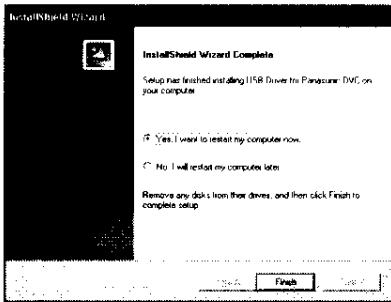 InstallShield Wizard
InstallShield Wizard Complete
Setup has finished installing USB Driver for Panasonic DVC on
your computer
Yes, I want to restart my computer now.
No, I will restart my computer later
Remove any disks from their drives, and then click Finish to
complete setup
Finish